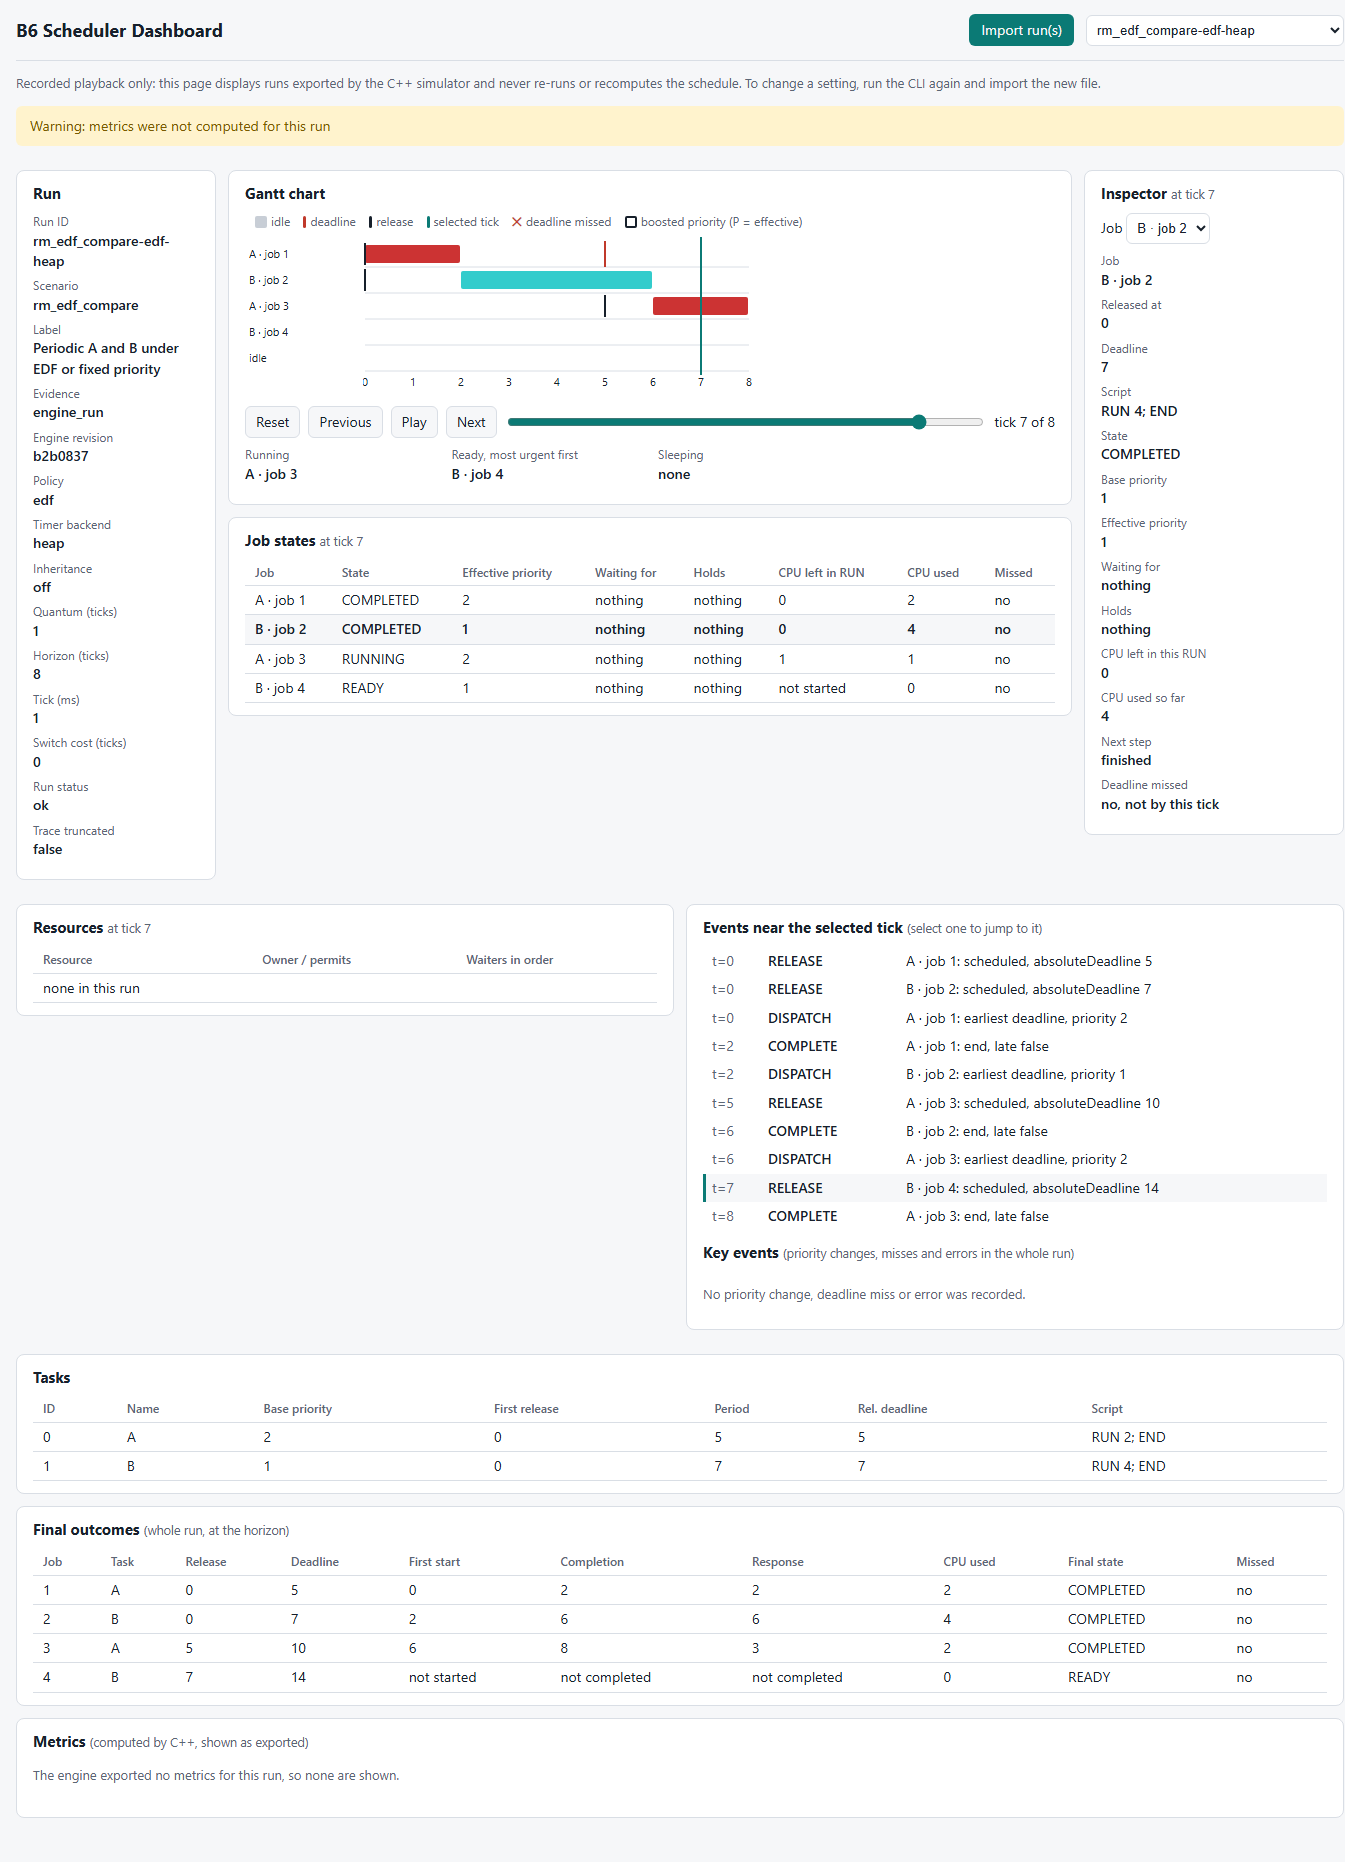 B6 Scheduler Dashboard
Import run(s)
rm_edf_compare-edf-heap
Recorded playback only: this page displays runs exported by the C++ simulator and never re-runs or recomputes the schedule. To change a setting, run the CLI again and import the new file.
Warning: metrics were not computed for this run
Run
Run ID
rm_edf_compare-edf-
heap
Scenario
rm_edf_compare
Label
Periodic A and B under
EDF or fixed priority
Evidence
engine_run
Engine revision
b2b0837
Policy
edf
Timer backend
heap
Inheritance
off
Quantum (ticks)
1
Horizon (ticks)
8
Tick (ms)
1
Switch cost (ticks)
0
Run status
ok
Trace truncated
false
Gantt chart
idle deadline release selected tick deadline missed boosted priority (P = effective)
A · job 1
B · job 2
A · job 3
B · job 4
idle
0 1 2 3 4 5 6 7 8
Reset Previous Play Next tick 7 of 8
Running Ready, most urgent first Sleeping
A · job 3 B · job 4 none
Job states at tick 7
Job State Effective priority Waiting for Holds CPU left in RUN CPU used Missed
A · job 1 COMPLETED 2 nothing nothing 0 2 no
B · job 2 COMPLETED 1 nothing nothing 0 4 no
A · job 3 RUNNING 2 nothing nothing 1 1 no
B · job 4 READY 1 nothing nothing not started 0 no
Inspector at tick 7
Job B · job 2
Job
B · job 2
Released at
0
Deadline
7
Script
RUN 4; END
State
COMPLETED
Base priority
1
Effective priority
1
Waiting for
nothing
Holds
nothing
CPU left in this RUN
0
CPU used so far
4
Next step
finished
Deadline missed
no, not by this tick
Resources at tick 7
Resource Owner / permits Waiters in order
none in this run
Events near the selected tick (select one to jump to it)
t=0 RELEASE A · job 1: scheduled, absoluteDeadline 5
t=0 RELEASE B · job 2: scheduled, absoluteDeadline 7
t=0 DISPATCH A · job 1: earliest deadline, priority 2
t=2 COMPLETE A · job 1: end, late false
t=2 DISPATCH B · job 2: earliest deadline, priority 1
t=5 RELEASE A · job 3: scheduled, absoluteDeadline 10
t=6 COMPLETE B · job 2: end, late false
t=6 DISPATCH A · job 3: earliest deadline, priority 2
t=7 RELEASE B · job 4: scheduled, absoluteDeadline 14
t=8 COMPLETE A · job 3: end, late false
Key events (priority changes, misses and errors in the whole run)
No priority change, deadline miss or error was recorded.
Tasks
ID Name Base priority First release Period Rel. deadline Script
0 A 2 0 5 5 RUN 2; END
1 B 1 0 7 7 RUN 4; END
Final outcomes (whole run, at the horizon)
Job Task Release Deadline First start Completion Response CPU used Final state Missed
1 A 0 5 0 2 2 2 COMPLETED no
2 B 0 7 2 6 6 4 COMPLETED no
3 A 5 10 6 8 3 2 COMPLETED no
4 B 7 14 not started not completed not completed 0 READY no
Metrics (computed by C++, shown as exported)
The engine exported no metrics for this run, so none are shown.